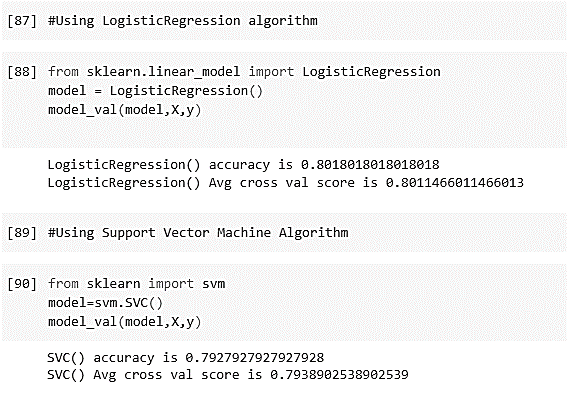 [87] #Using LogisticRegression algorithm
[88] from sklearn.linear_model import LogisticRegression
model = LogisticRegression()
model_val(model,X,y)
LogisticRegression() accuracy is 0.8018018018018018
LogisticRegression() Avg cross val score is 0.8011466011466013
[89] #Using Support Vector Machine Algorithm
[90] from sklearn import svm
model=svm.SVC()
model_val(model,X,y)
SVC() accuracy is 0.7927927927927928
SVC() Avg cross val score is 0.7938902538902539